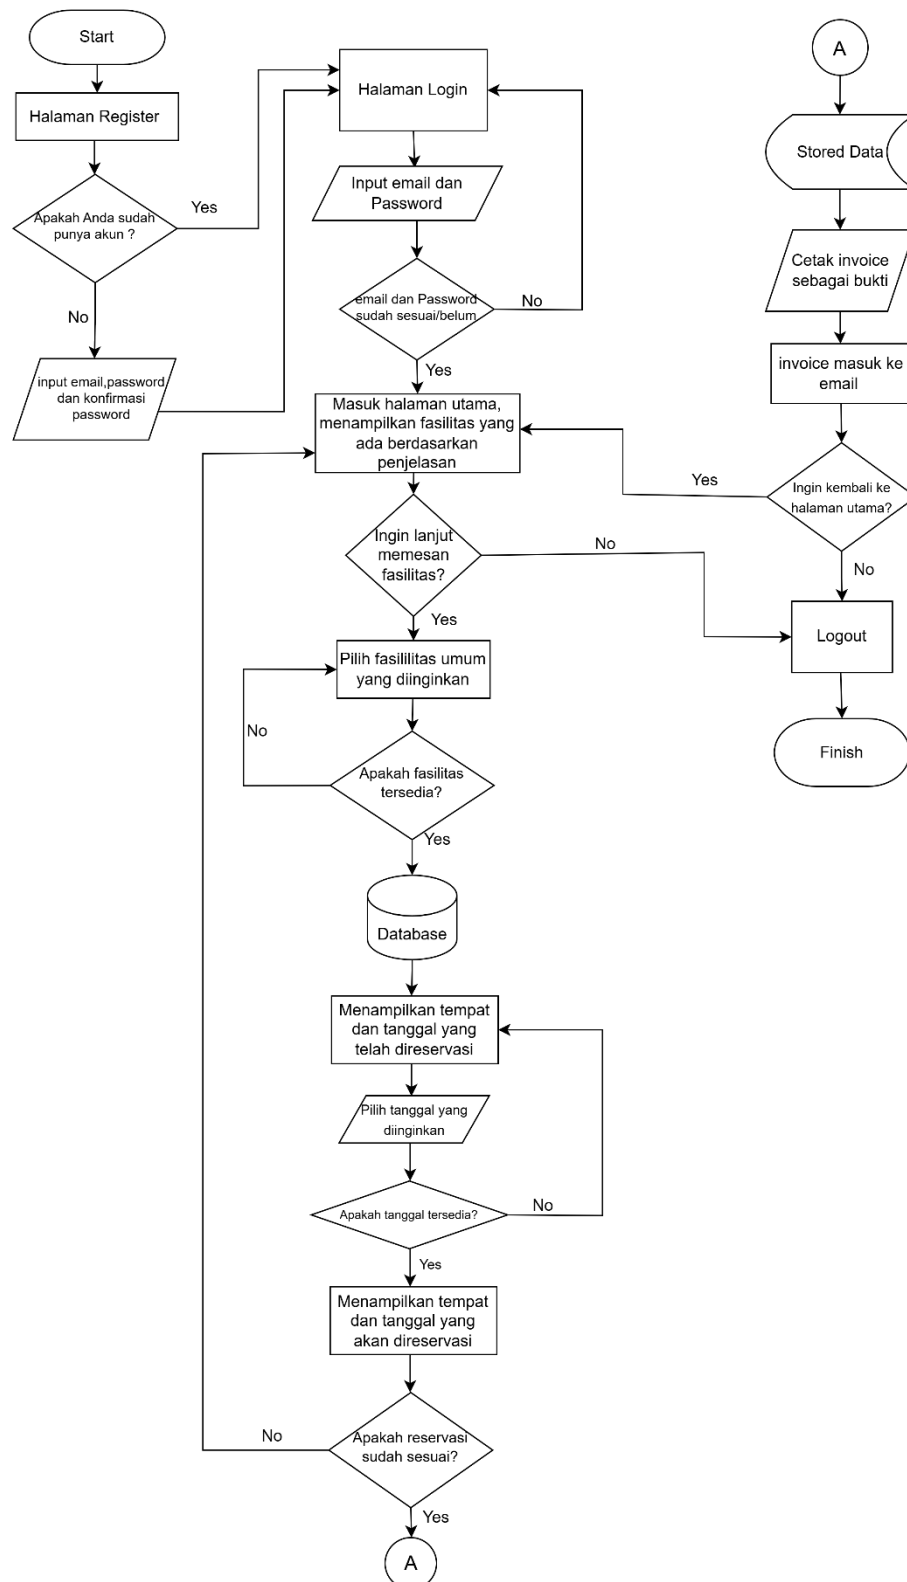 Start
Halaman Register
Apakah Anda sudah
punya akun ?
Yes
No
input email,password
dan konfirmasi
password
Halaman Login
Input email dan
Password
email dan Password
sudah sesuai/belum
No
Yes
Masuk halaman utama,
menampilkan fasilitas yang
ada berdasarkan
penjelasan
Ingin lanjut
memesan
fasilitas?
No
Yes
Pilih fasililitas umum
yang diinginkan
No
Apakah fasilitas
tersedia?
Yes
Database
Menampilkan tempat
dan tanggal yang
telah direservasi
Pilih tanggal yang
diinginkan
Apakah tanggal tersedia?
No
Yes
Menampilkan tempat
dan tanggal yang
akan direservasi
Apakah reservasi
sudah sesuai?
No
Yes
A
A
Stored Data
Cetak invoice
sebagai bukti
invoice masuk ke
email
Ingin kembali ke
halaman utama?
Yes
No
Logout
Finish